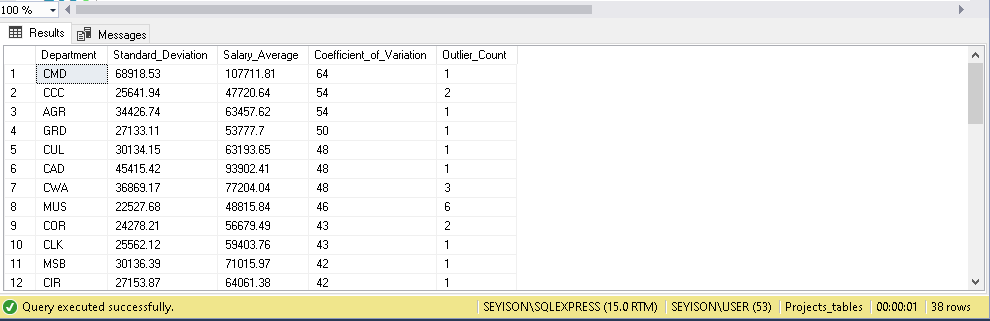 100 %
Results Messages
Department Standard_Deviation Salary_Average Coefficient_of_Variation Outlier_Count
1 CMD 68918.53 107711.81 64 1
2 CCC 25641.94 47720.64 54 2
3 AGR 34426.74 63457.62 54 1
4 GRD 27133.11 53777.7 50 1
5 CUL 30134.15 63193.65 48 1
6 CAD 45415.42 93902.41 48 1
7 CWA 36869.17 77204.04 48 3
8 MUS 22527.68 48815.84 46 6
9 COR 24278.21 56679.49 43 2
10 CLK 25562.12 59403.76 43 1
11 MSB 30136.39 71015.97 42 1
12 CIR 27153.87 64061.38 42 1
Query executed successfully. SEYISON\SQLEXPRESS (15.0 RTM) SEYISON\USER (53) Projects_tables 00:00:01 38 rows